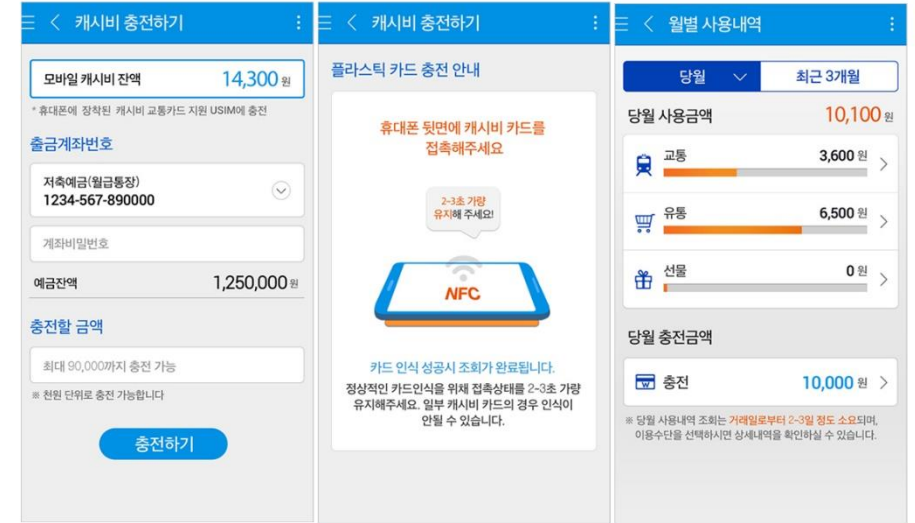 캐시비 충전하기
모바일 캐시비 잔액 14,300 원
* 휴대폰에 장착된 캐시비 교통카드 지원 USIM에 충전
출금계좌번호
저축예금(월급통장)
1234-567-890000
계좌비밀번호
예금잔액 1,250,000 원
충전할 금액
최대 90,000까지 충전 가능
※ 천원 단위로 충전 가능합니다
충전하기
캐시비 충전하기
플라스틱 카드 충전 안내
휴대폰 뒷면에 캐시비 카드를
접촉해주세요
2-3초 가량
유지해 주세요!
NFC
카드 인식 성공시 조회가 완료됩니다.
정상적인 카드인식을 위채 접촉상태를 2-3초 가량
유지해주세요. 일부 캐시비 카드의 경우 인식이
안될 수 있습니다.
월별 사용내역
당월 최근 3개월
당월 사용금액 10,100 원
교통 3,600 원
유통 6,500 원
선물 0 원
당월 충전금액
충전 10,000 원
※ 당월 사용내역 조회는 거래일로부터 2-3일 정도 소요되며,
이용수단을 선택하시면 상세내역을 확인하실 수 있습니다.